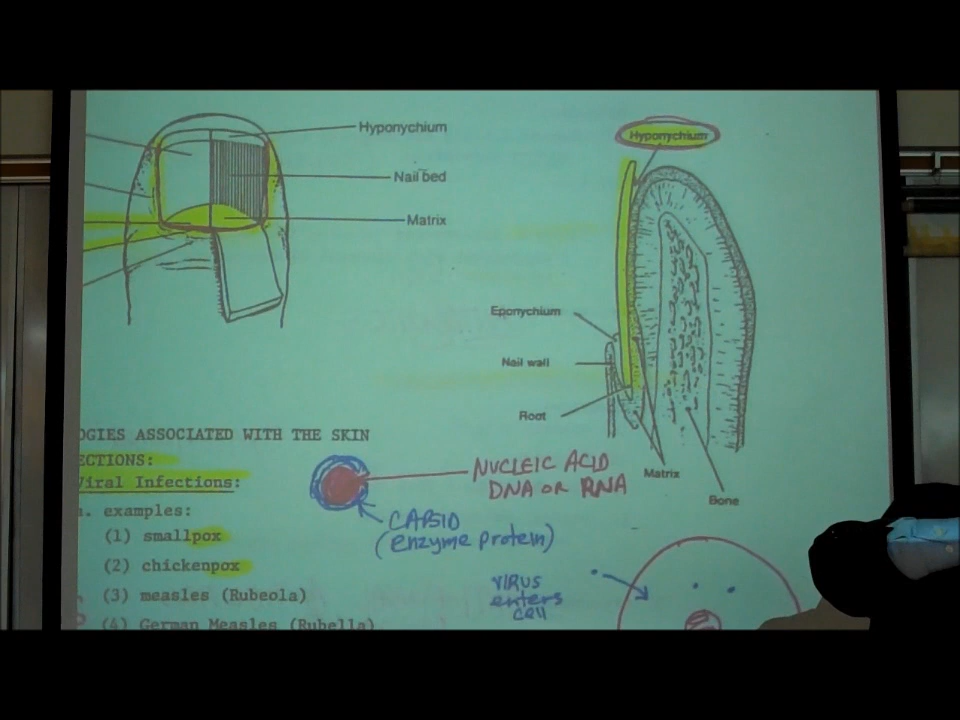 Hyponychium
Nail bed
Matrix
Hyponychium
Eponychium
Nail wall
Root
Matrix
Bone
OGIES ASSOCIATED WITH THE SKIN
ECTIONS:
Viral Infections:
a. examples:
(1) smallpox
(2) chickenpox
(3) measles (Rubeola)
(4) German Measles (Rubella)
NUCLEIC ACID
DNA OR RNA
CAPSID
(enzyme protein)
VIRUS
enters
cell